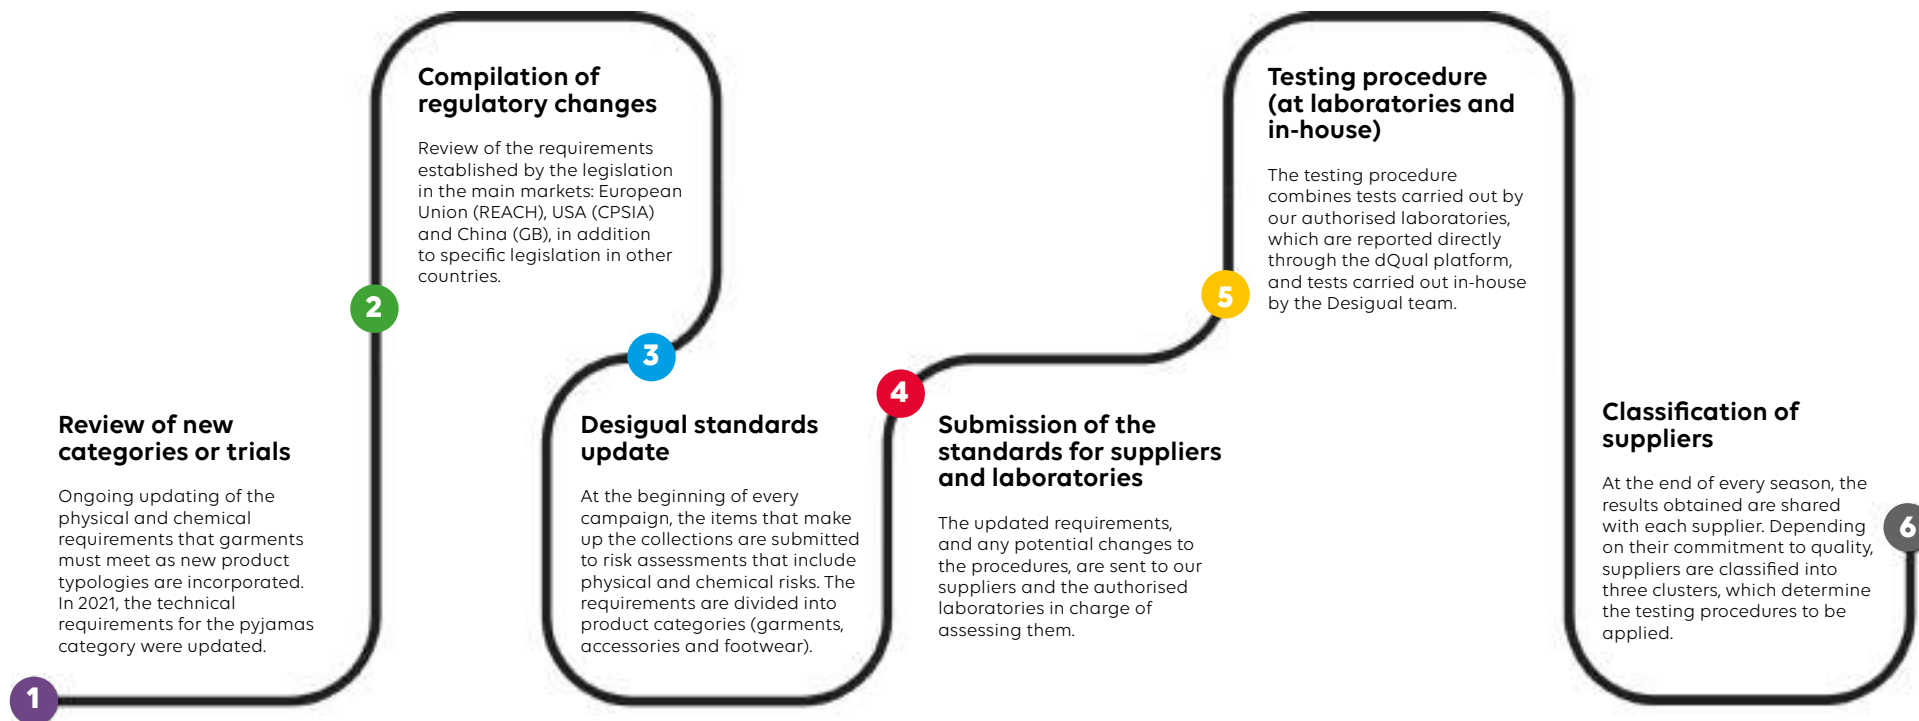 1
Review of new
categories or trials
Ongoing updating of the
physical and chemical
requirements that garments
must meet as new product
typologies are incorporated.
In 2021, the technical
requirements for the pyjamas
category were updated.
2
Compilation of
regulatory changes
Review of the requirements
established by the legislation
in the main markets: European
Union (REACH), USA (CPSIA)
and China (GB), in addition
to specific legislation in other
countries.
3
Desigual standards
update
At the beginning of every
campaign, the items that make
up the collections are submitted
to risk assessments that include
physical and chemical risks. The
requirements are divided into
product categories (garments,
accessories and footwear).
4
Submission of the
standards for suppliers
and laboratories
The updated requirements,
and any potential changes to
the procedures, are sent to our
suppliers and the authorised
laboratories in charge of
assessing them.
5
Testing procedure
(at laboratories and
in-house)
The testing procedure
combines tests carried out by
our authorised laboratories,
which are reported directly
through the dQual platform,
and tests carried out in-house
by the Desigual team.
6
Classification of
suppliers
At the end of every season, the
results obtained are shared
with each supplier. Depending
on their commitment to quality,
suppliers are classified into
three clusters, which determine
the testing procedures to be
applied.